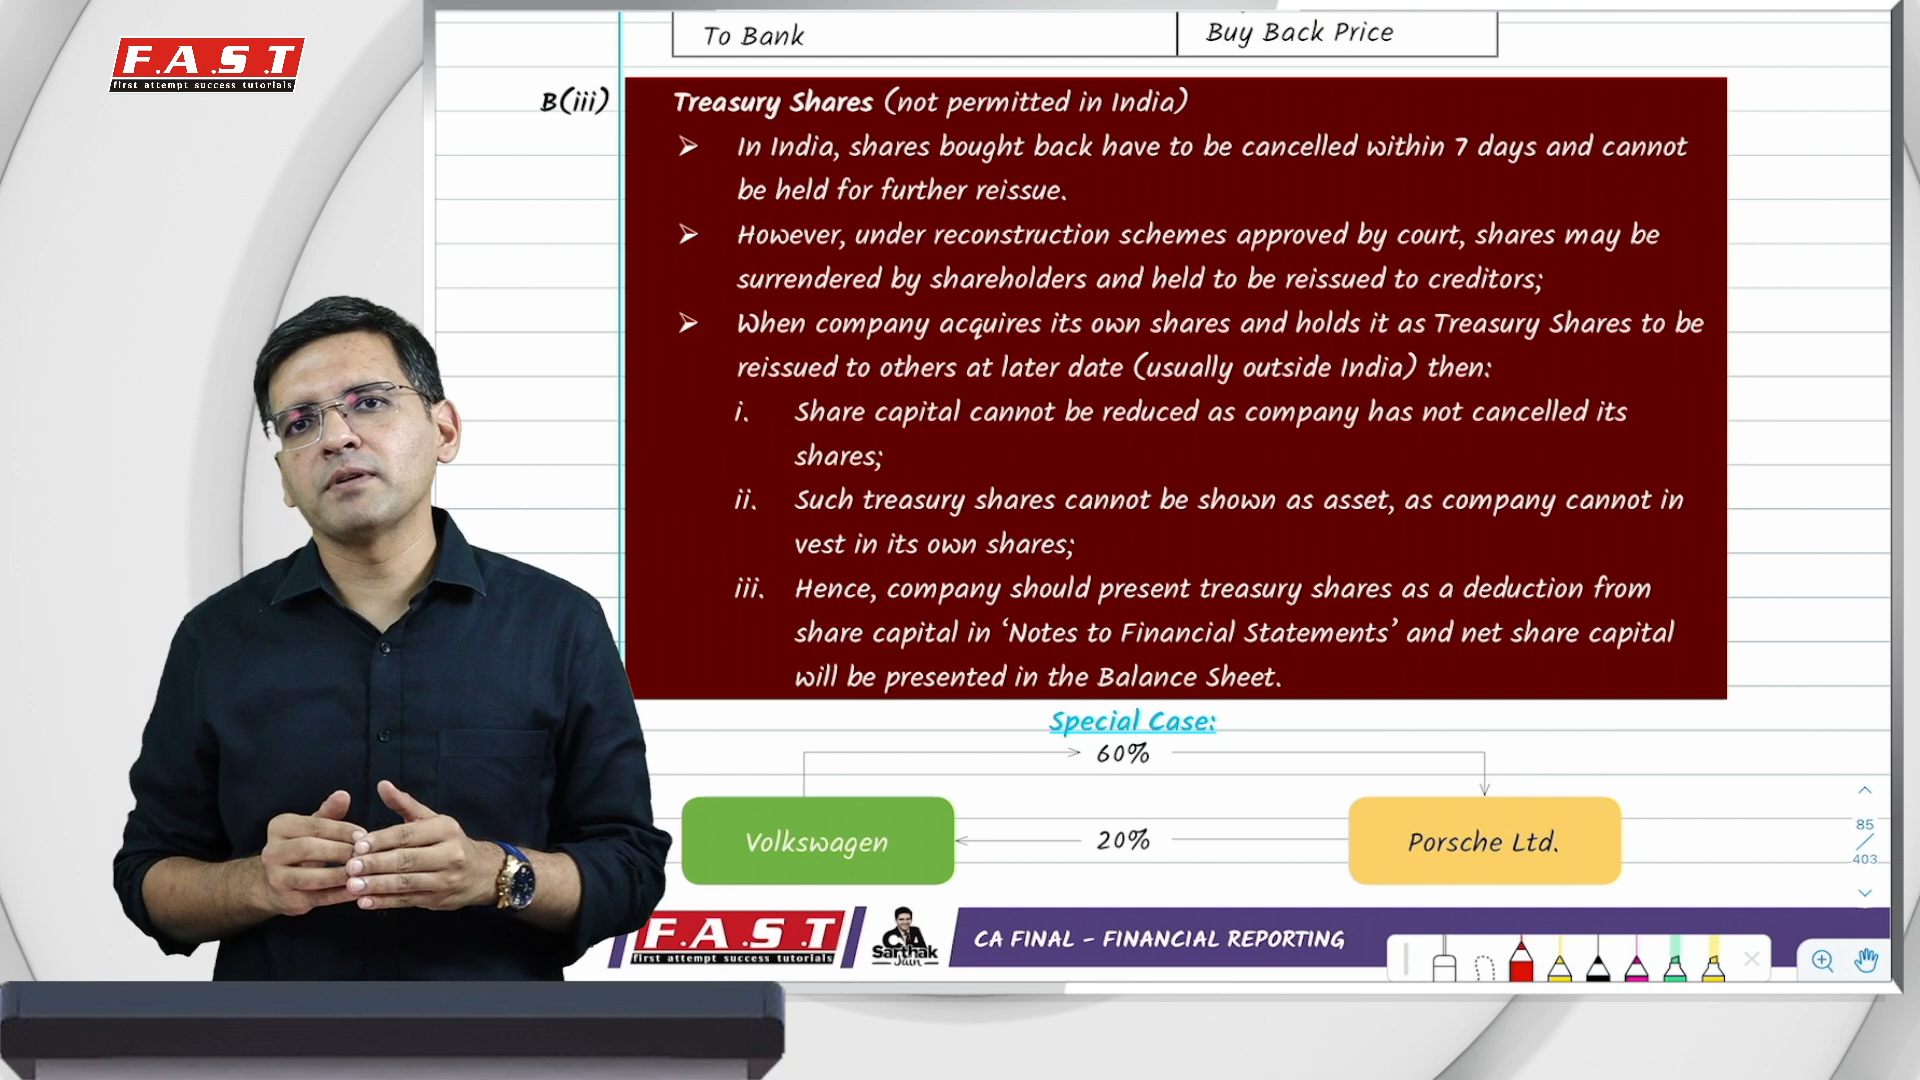 F.A.S.T
first attempt success tutorials
To Bank
Buy Back Price
B(iii)
Treasury Shares (not permitted in India)
➢ In India, shares bought back have to be cancelled within 7 days and cannot
be held for further reissue.
➢ However, under reconstruction schemes approved by court, shares may be
surrendered by shareholders and held to be reissued to creditors;
➢ When company acquires its own shares and holds it as Treasury Shares to be
reissued to others at later date (usually outside India) then:
i. Share capital cannot be reduced as company has not cancelled its
shares;
ii. Such treasury shares cannot be shown as asset, as company cannot in
vest in its own shares;
iii. Hence, company should present treasury shares as a deduction from
share capital in ‘Notes to Financial Statements’ and net share capital
will be presented in the Balance Sheet.
Special Case:
60%
Volkswagen
20%
Porsche Ltd.
85
403
F.A.S.T
first attempt success tutorials
CA
Sarthak
Jain
CA FINAL - FINANCIAL REPORTING